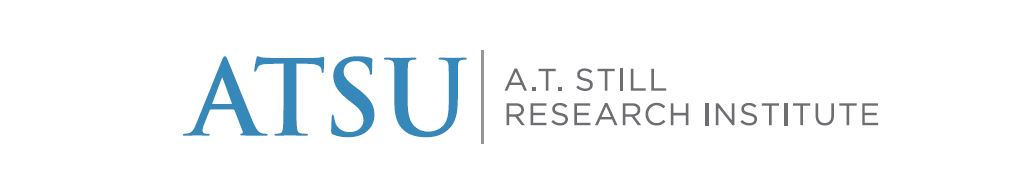 ATSU
A.T. STILL
RESEARCH INSTITUTE